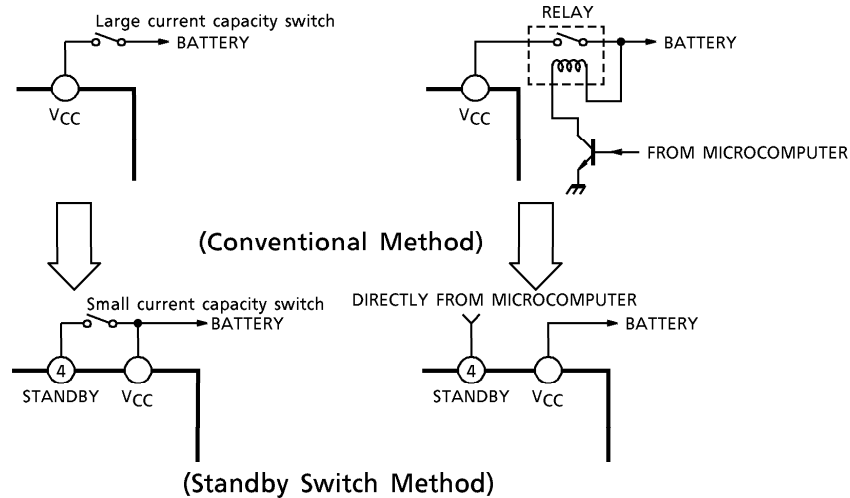 Large current capacity switch
BATTERY
VCC
RELAY
BATTERY
VCC
FROM MICROCOMPUTER
(Conventional Method)
Small current capacity switch
BATTERY
4
STANDBY
VCC
DIRECTLY FROM MICROCOMPUTER
BATTERY
4
STANDBY
VCC
(Standby Switch Method)